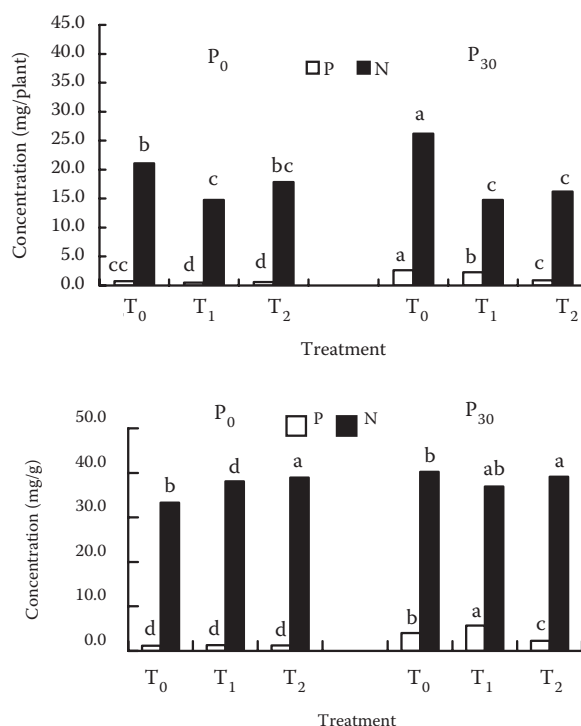 45.0
P₀ P₃₀
40.0
P N
35.0
30.0
a
25.0
b
20.0
bc
c c c
15.0
10.0
5.0
cc d d a b c
0.0
T₀ T₁ T₂ T₀ T₁ T₂
Treatment
Concentration (mg/plant)
P₀ P₃₀
50.0
P N
40.0
b d a b ab a
30.0
20.0
10.0
d d d b a c
0.0
T₀ T₁ T₂ T₀ T₁ T₂
Treatment
Concentration (mg/g)